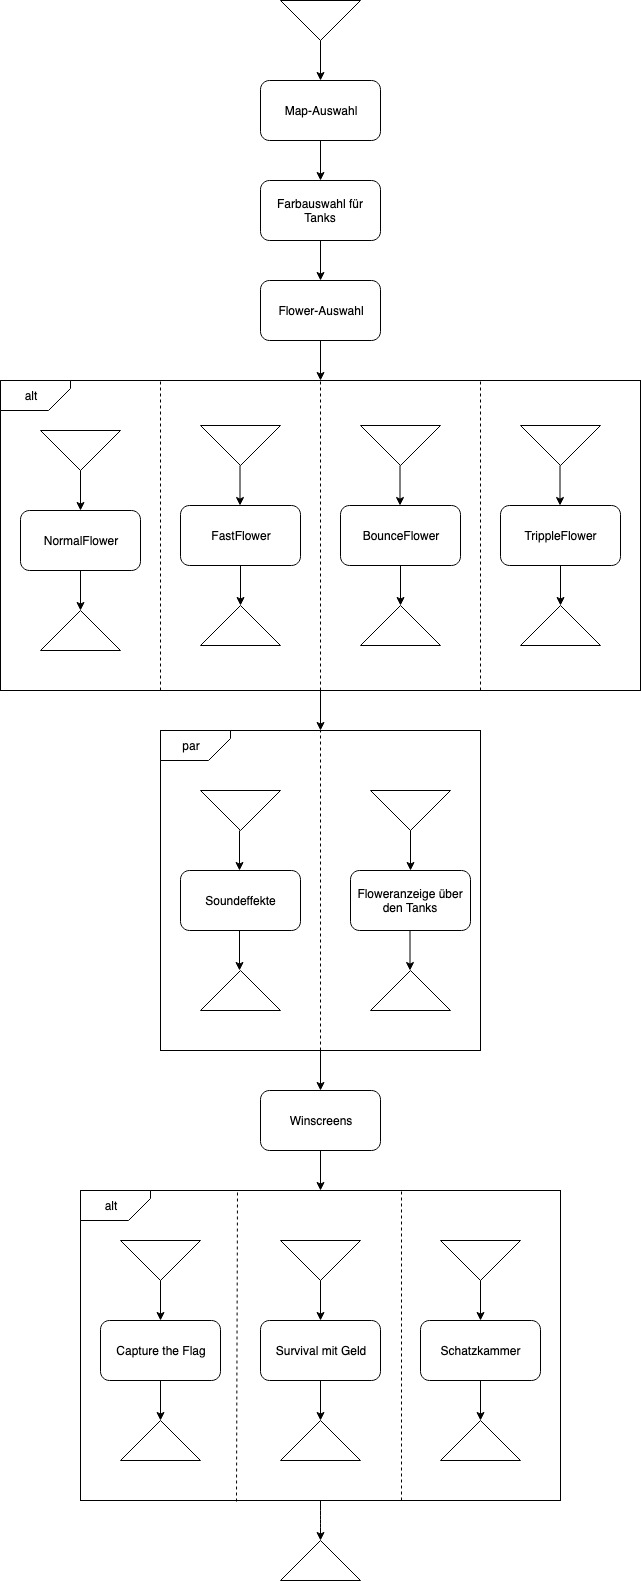 Map-Auswahl
Farbauswahl für
Tanks
Flower-Auswahl
alt
NormalFlower
FastFlower
BounceFlower
TrippleFlower
par
Soundeffekte
Floweranzeige über
den Tanks
Winscreens
alt
Capture the Flag
Survival mit Geld
Schatzkammer